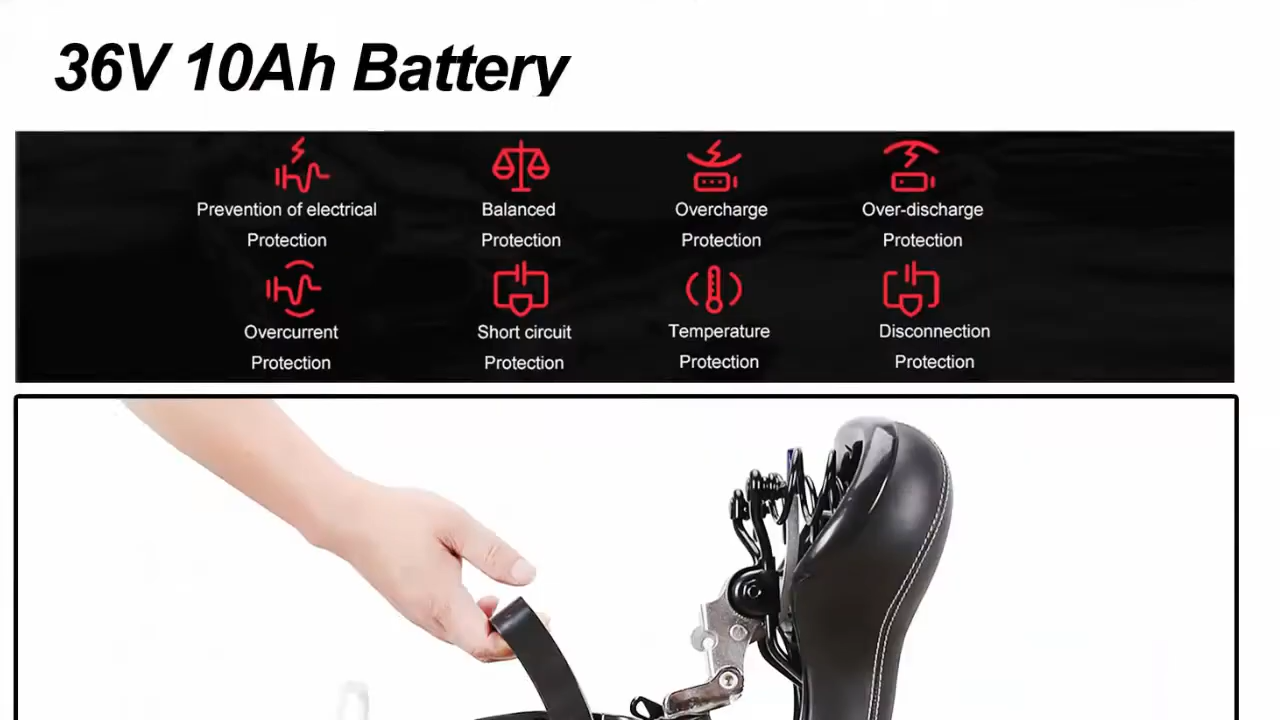 36V 10Ah Battery
Prevention of electrical Protection
Balanced Protection
Overcharge Protection
Over-discharge Protection
Overcurrent Protection
Short circuit Protection
Temperature Protection
Disconnection Protection